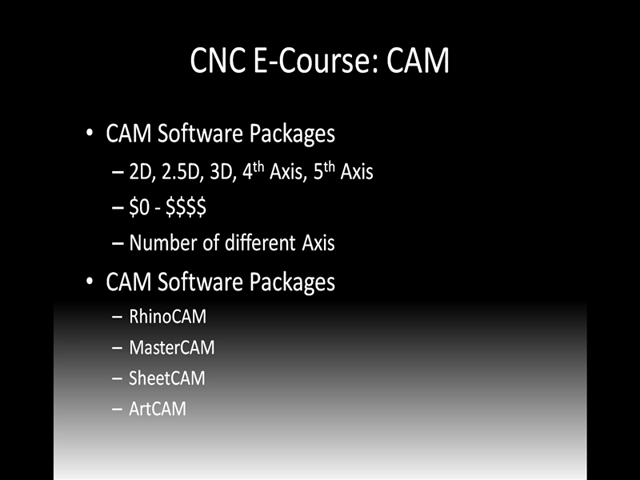 CNC E-Course: CAM
• CAM Software Packages
– 2D, 2.5D, 3D, 4th Axis, 5th Axis
– $0 - $$$$
– Number of different Axis
• CAM Software Packages
– RhinoCAM
– MasterCAM
– SheetCAM
– ArtCAM